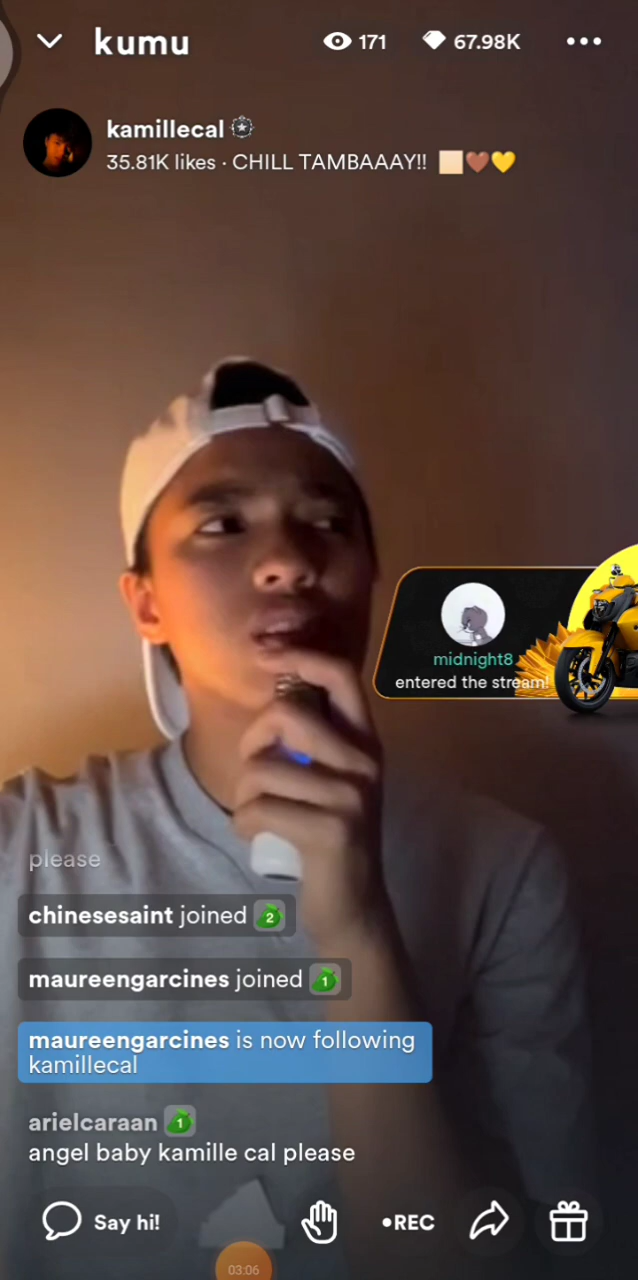 kumu 171 67.98K
kamillecal
35.81K likes · CHILL TAMBAAAY!! 🏼🤎💛
midnight8
entered the stream!
please
chinesesaint joined 2
maureengarcines joined 1
maureengarcines is now following
kamillecal
arielcaraan 1
angel baby kamille cal please
Say hi! •REC
03:06